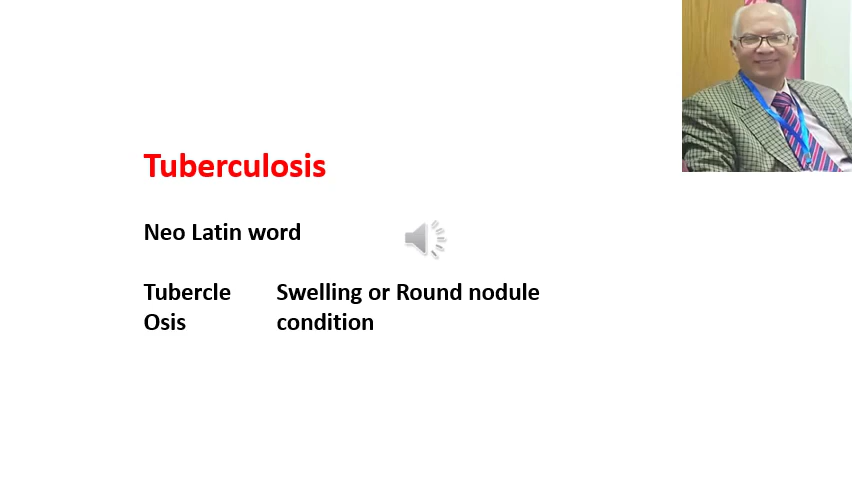 Tuberculosis
Neo Latin word
Tubercle Swelling or Round nodule
Osis condition